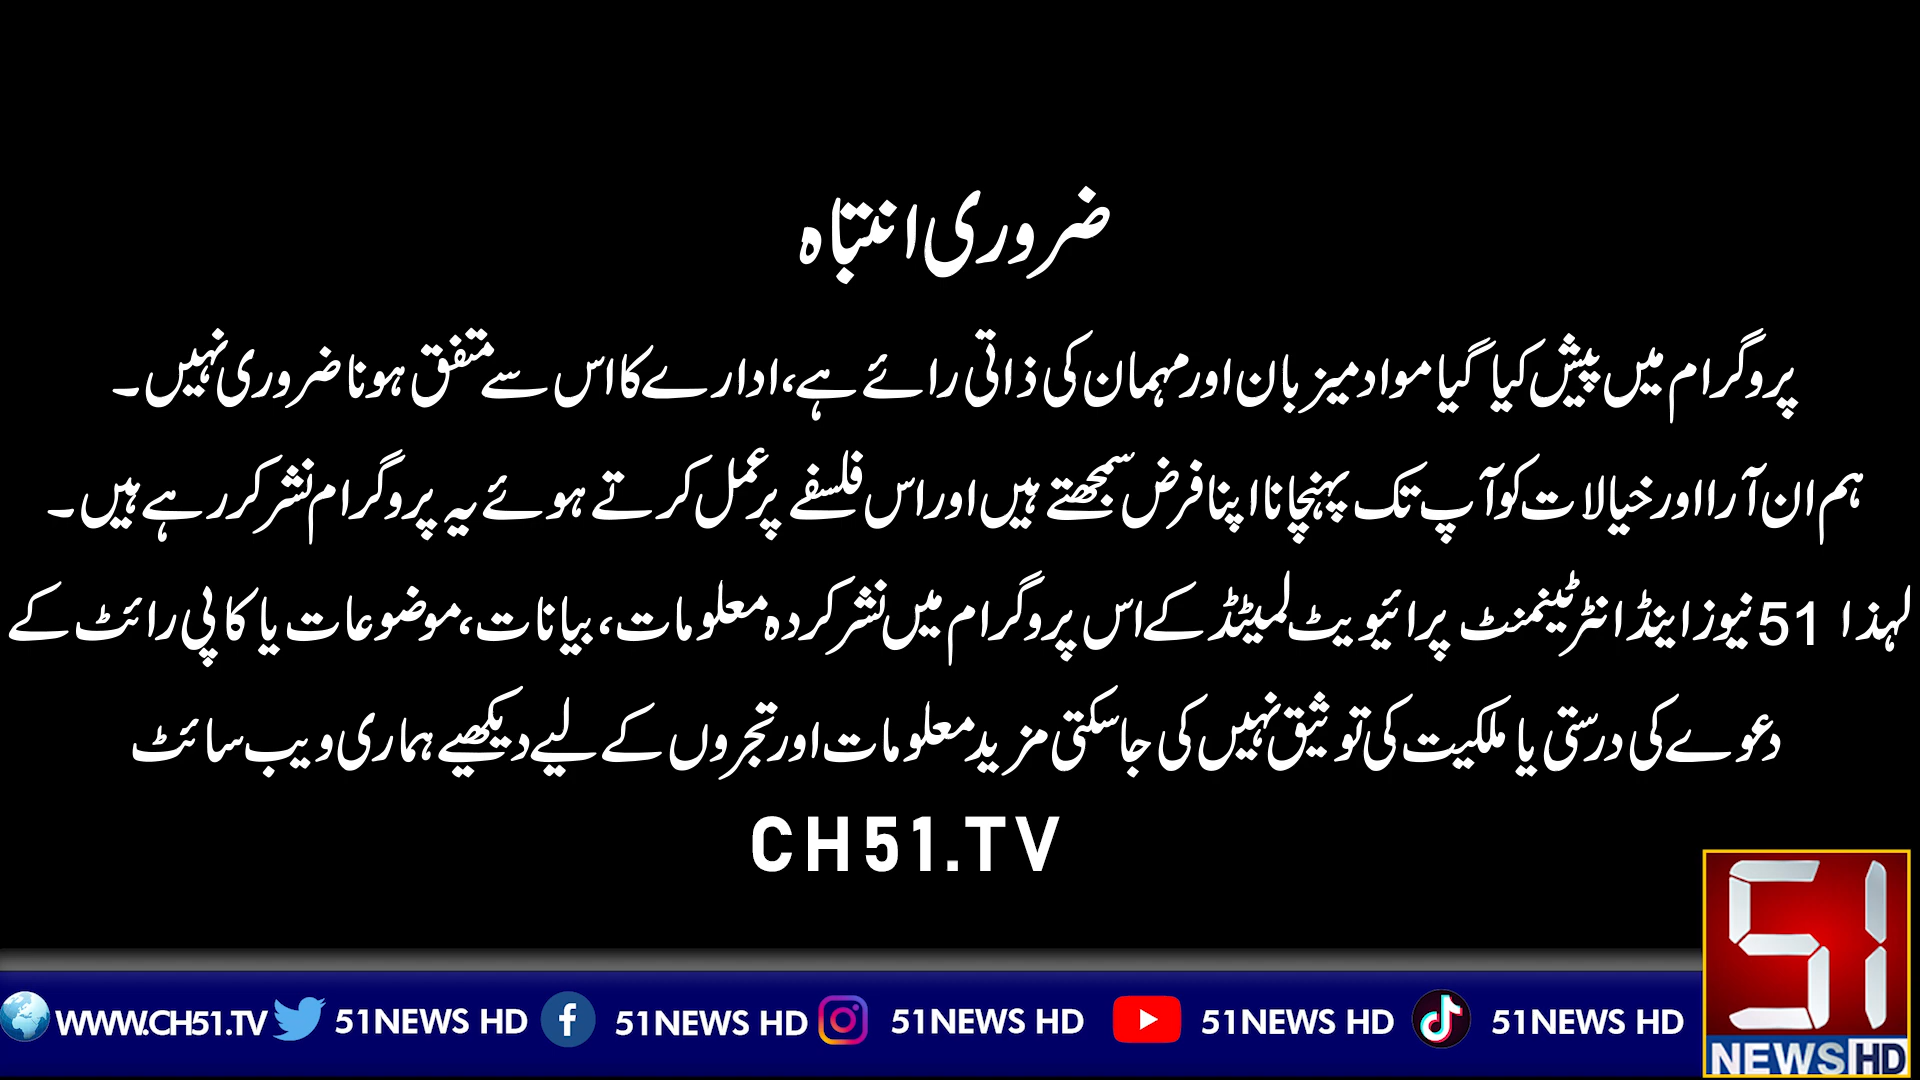 ضروری انتباہ
پروگرام میں پیش کیا گیا مواد میزبان اور مہمان کی ذاتی رائے ہے، ادارے کا اس سے متفق ہونا ضروری نہیں۔
ہم ان آرا اور خیالات کو آپ تک پہنچانا اپنا فرض سمجھتے ہیں اور اس فلسفے پر عمل کرتے ہوئے یہ پروگرام نشر کر رہے ہیں۔
لہذا 51 نیوز اینڈ انٹرٹینمنٹ پرائیویٹ لمیٹڈ کے اس پروگرام میں نشر کردہ معلومات، بیانات، موضوعات یا کاپی رائٹ کے
دعوے کی درستی یا ملکیت کی توثیق نہیں کی جاسکتی مزید معلومات اور تجزوں کے لیے دیکھیے ہماری ویب سائٹ
CH51.TV
WWW.CH51.TV 51NEWS HD 51NEWS HD 51NEWS HD 51NEWS HD 51NEWS HD
51
NEWSHD